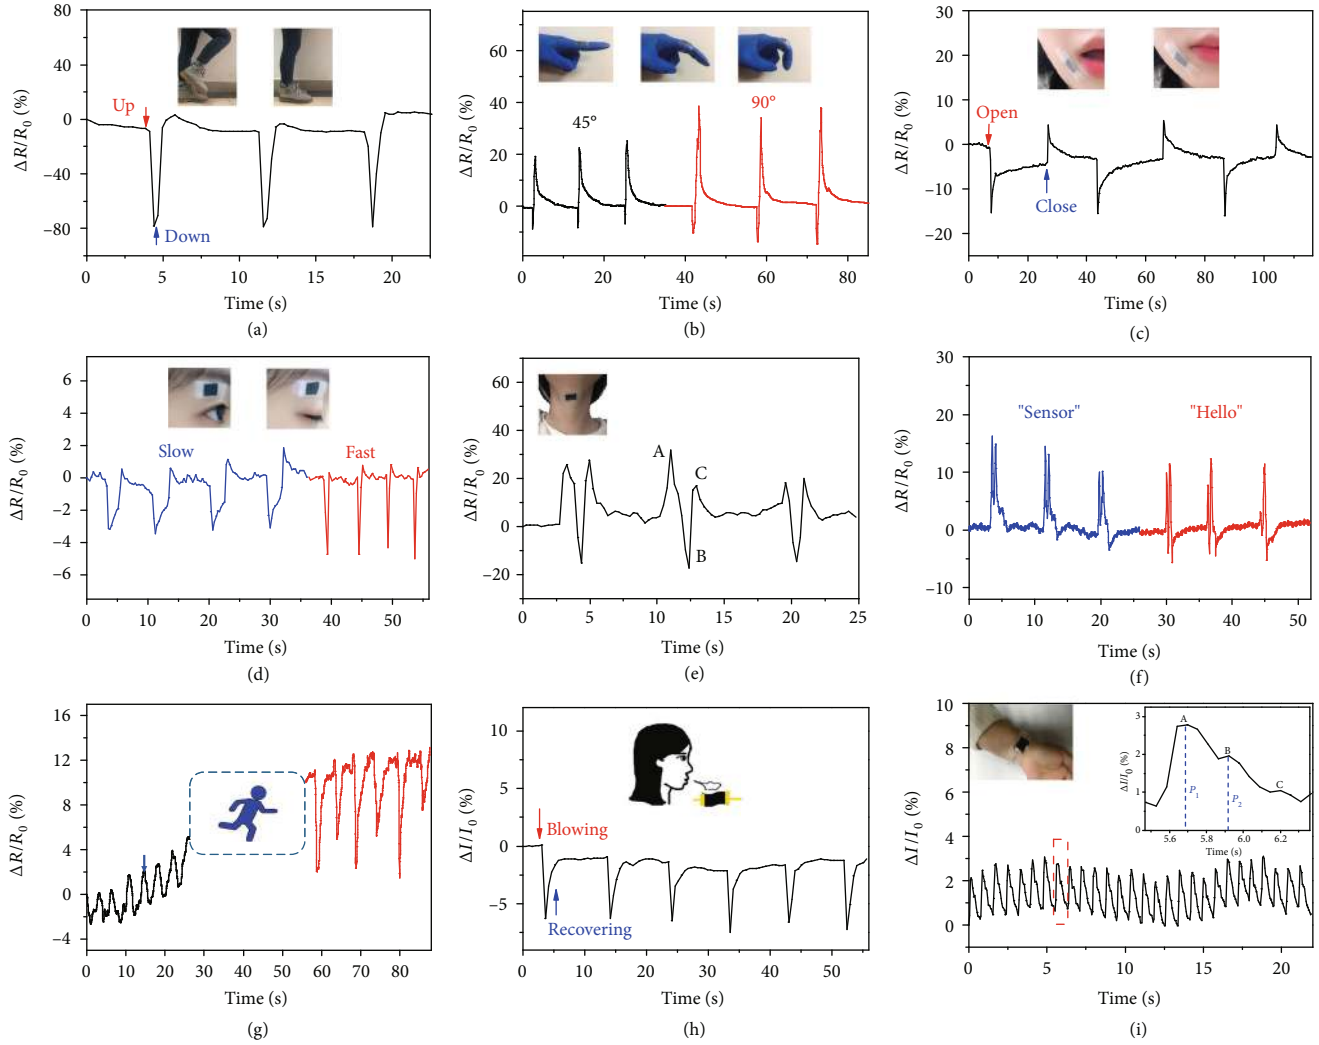 80
40
0
−40
−80
ΔR/R0 (%)
Up
Down
0 5 10 15 20
Time (s)
(a)
60
40
20
0
ΔR/R0 (%)
45°
90°
0 20 40 60 80
Time (s)
(b)
30
20
10
0
−10
−20
ΔR/R0 (%)
Open
Close
0 20 40 60 80 100
Time (s)
(c)
6
4
2
0
−2
−4
−6
ΔR/R0 (%)
Slow
Fast
0 10 20 30 40 50
Time (s)
(d)
60
40
20
0
−20
ΔR/R0 (%)
A
C
B
0 5 10 15 20 25
Time (s)
(e)
30
20
10
0
−10
ΔR/R0 (%)
"Sensor"
"Hello"
0 10 20 30 40 50
Time (s)
(f)
16
12
8
4
0
−4
ΔR/R0 (%)
0 10 20 30 40 50 60 70 80
Time (s)
(g)
10
5
0
−5
ΔI/I0 (%)
Blowing
Recovering
0 10 20 30 40 50
Time (s)
(h)
10
8
6
4
2
0
ΔI/I0 (%)
3
2
1
0
ΔI/I0 (%)
A
B
C
P1
P2
5.6 5.8 6.0 6.2
Time (s)
0 5 10 15 20
Time (s)
(i)